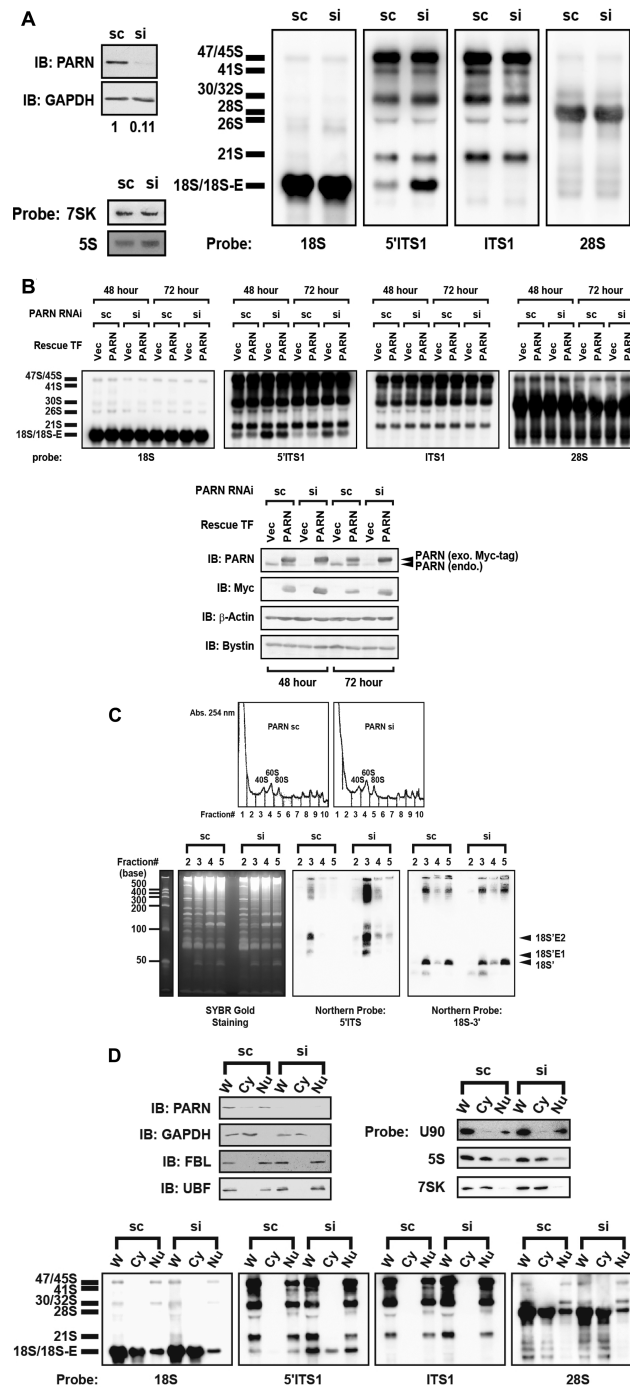 A
sc si
IB: PARN
IB: GAPDH
1 0.11
sc si
Probe: 7SK
5S
sc si sc si sc si sc si
47/45S
41S
30/32S
28S
26S
21S
18S/18S-E
Probe: 18S 5'ITS1 ITS1 28S
B
48 hour 72 hour 48 hour 72 hour 48 hour 72 hour 48 hour 72 hour
PARN RNAi sc si sc si sc si sc si sc si sc si sc si sc si
Rescue TF Vec PARN Vec PARN Vec PARN Vec PARN Vec PARN Vec PARN Vec PARN Vec PARN Vec PARN Vec PARN Vec PARN Vec PARN Vec PARN Vec PARN Vec PARN Vec PARN
47S/45S
41S
30S
26S
21S
18S/18S-E
probe: 18S 5'ITS1 ITS1 28S
PARN RNAi sc si sc si
Rescue TF Vec PARN Vec PARN Vec PARN Vec PARN
IB: PARN PARN (exo. Myc-tag)
PARN (endo.)
IB: Myc
IB: β-Actin
IB: Bystin
48 hour 72 hour
C
Abs. 254 nm
PARN sc PARN si
60S 60S
40S 80S 40S 80S
Fraction# 1 2 3 4 5 6 7 8 9 10 1 2 3 4 5 6 7 8 9 10
sc si sc si sc si
Fraction# 2 3 4 5 2 3 4 5 2 3 4 5 2 3 4 5 2 3 4 5 2 3 4 5
(base)
500
400
300
200
100
50
18S'E2
18S'E1
18S'
SYBR Gold Staining
Northern Probe: 5'ITS
Northern Probe: 18S-3'
D
sc si
W Cy Nu W Cy Nu
IB: PARN
IB: GAPDH
IB: FBL
IB: UBF
sc si
W Cy Nu W Cy Nu
Probe: U90
5S
7SK
sc si sc si sc si sc si
W Cy Nu W Cy Nu W Cy Nu W Cy Nu W Cy Nu W Cy Nu W Cy Nu W Cy Nu
47/45S
41S
30/32S
28S
21S
18S/18S-E
Probe: 18S 5'ITS1 ITS1 28S